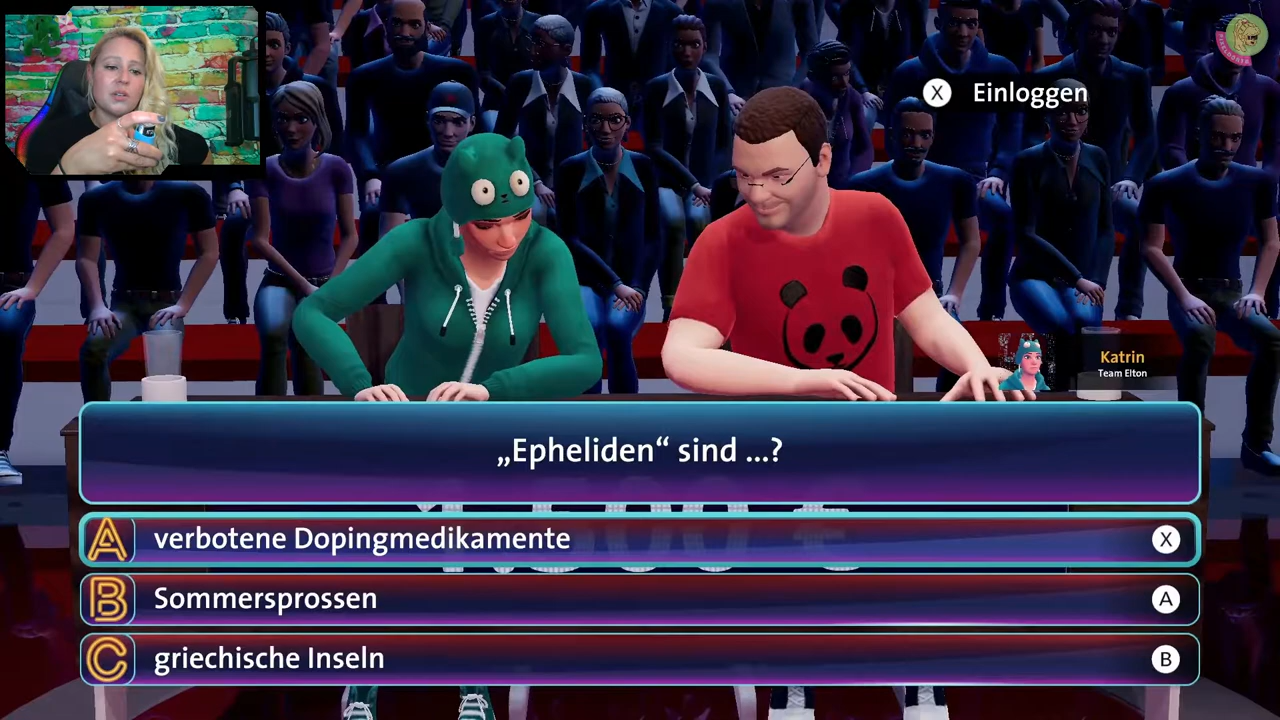 X Einloggen
Katrin
Team Elton
„Epheliden“ sind ...?
A verbotene Dopingmedikamente X
B Sommersprossen A
C griechische Inseln B